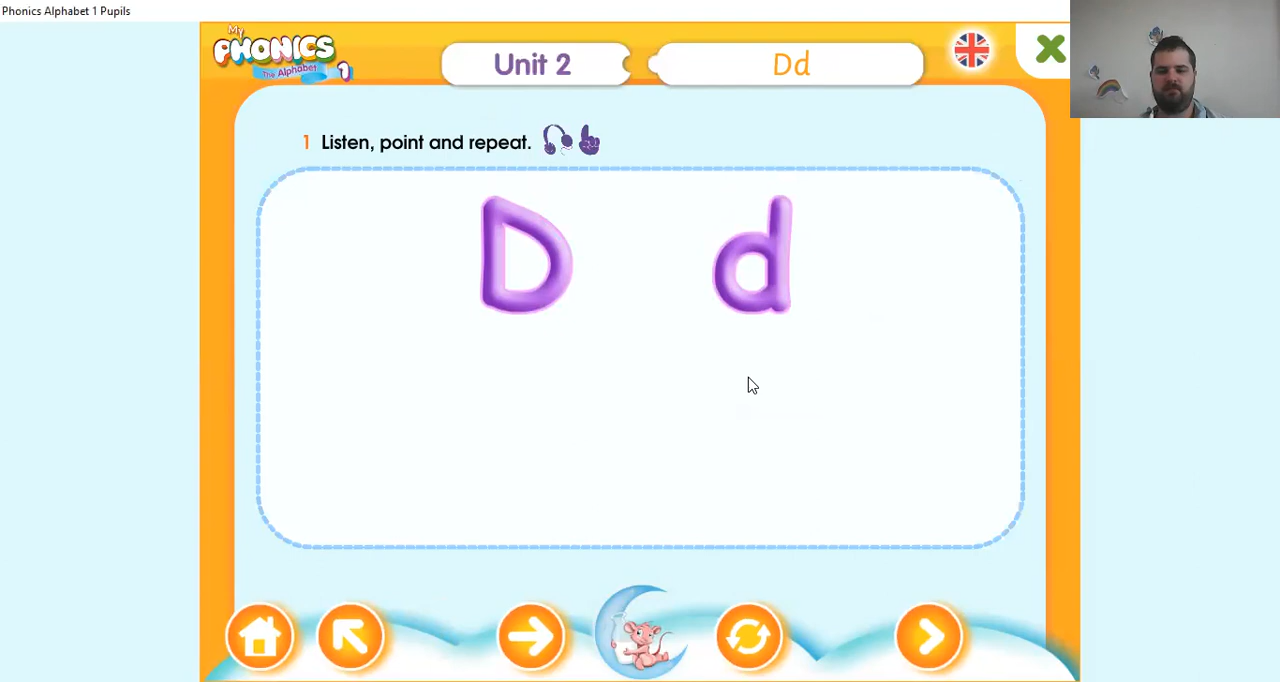 Phonics Alphabet 1 Pupils
My
PHONICS
The Alphabet 1
Unit 2
Dd
1 Listen, point and repeat.
D d